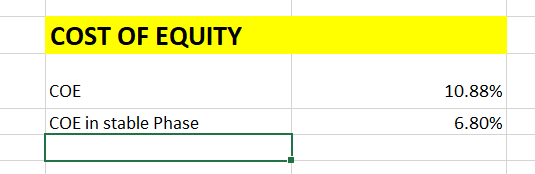 COST OF EQUITY
COE 10.88%
COE in stable Phase 6.80%